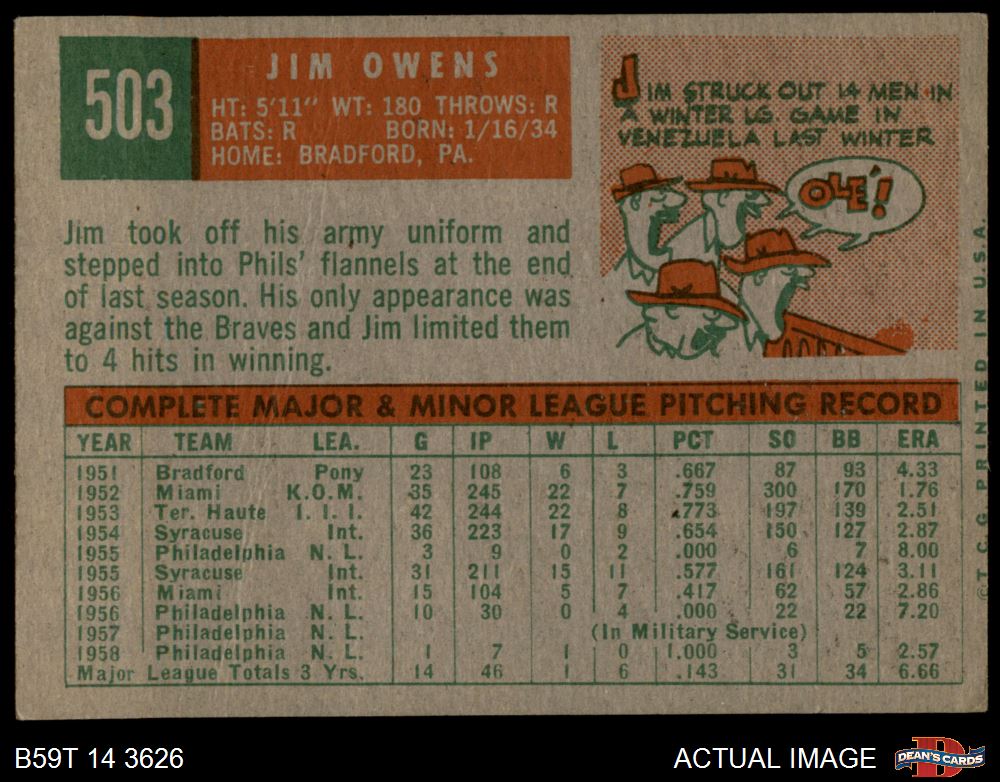 503
JIM OWENS
HT: 5'11" WT: 180 THROWS: R
BATS: R BORN: 1/16/34
HOME: BRADFORD, PA.
JIM STRUCK OUT 14 MEN IN
A WINTER LG GAME IN
VENEZUELA LAST WINTER
OLÉ!
Jim took off his army uniform and
stepped into Phils' flannels at the end
of last season. His only appearance was
against the Braves and Jim limited them
to 4 hits in winning.
COMPLETE MAJOR & MINOR LEAGUE PITCHING RECORD
YEAR TEAM LEA. G IP W L PCT SO BB ERA
1951 Bradford Pony 23 108 6 3 .667 87 93 4.33
1952 Miami K.O.M. 35 245 22 7 .759 300 170 1.76
1953 Ter. Haute I. I. I. 42 244 22 8 .773 197 139 2.51
1954 Syracuse Int. 36 223 17 9 .654 150 127 2.87
1955 Philadelphia N. L. 3 9 0 2 .000 6 7 8.00
1955 Syracuse Int. 31 211 15 11 .577 161 124 3.11
1956 Miami Int. 15 104 5 7 .417 62 57 2.86
1956 Philadelphia N. L. 10 30 0 4 .000 22 22 7.20
1957 Philadelphia N. L. (In Military Service)
1958 Philadelphia N. L. 1 7 1 0 1.000 3 5 2.57
Major League Totals 3 Yrs. 14 46 1 6 .143 31 34 6.66
© T. C. G. PRINTED IN U.S.A.
B59T 14 3626
ACTUAL IMAGE
D
DEAN'S CARDS